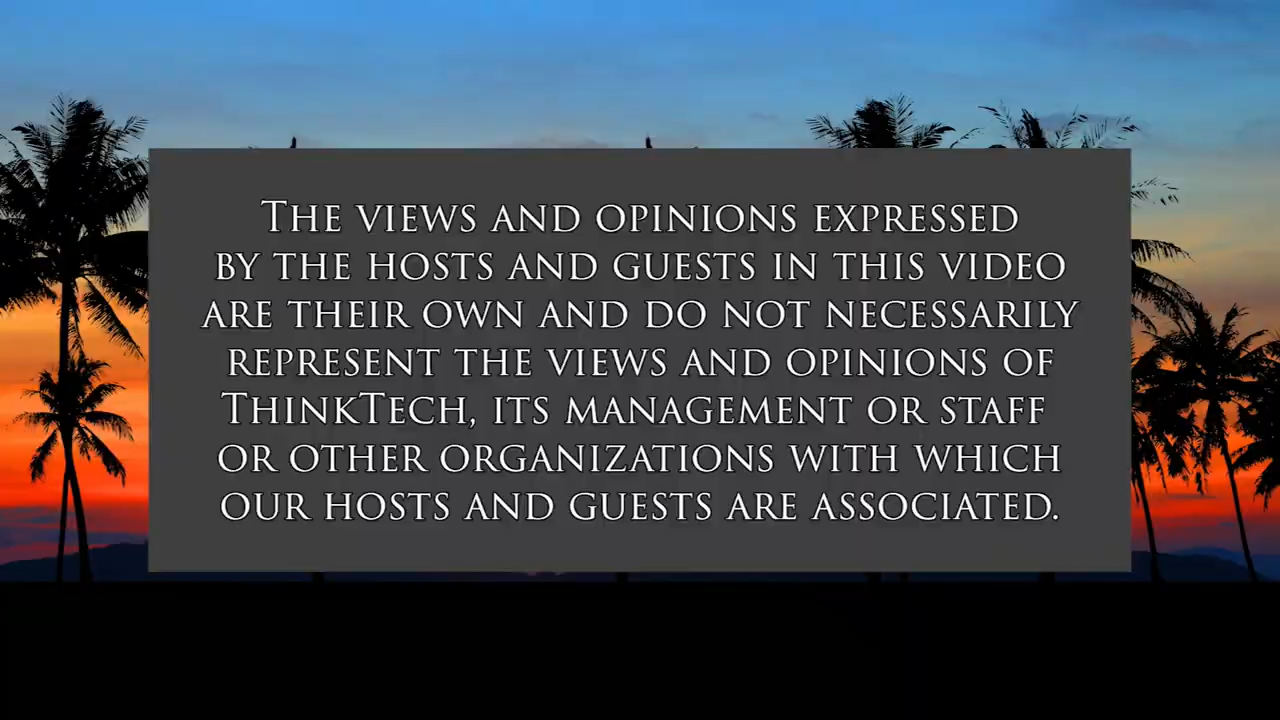 The views and opinions expressed
by the hosts and guests in this video
are their own and do not necessarily
represent the views and opinions of
ThinkTech, its management or staff
or other organizations with which
our hosts and guests are associated.